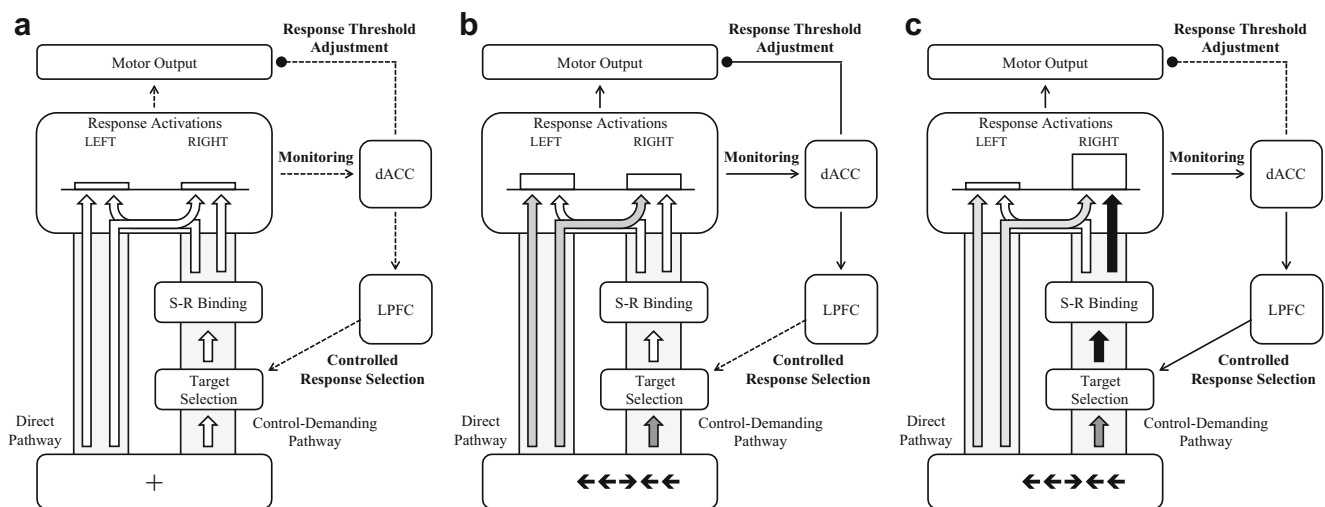 a
Response Threshold
Adjustment
Motor Output
Response Activations
LEFT RIGHT
Monitoring
dACC
S-R Binding
LPFC
Controlled
Response Selection
Target
Selection
Direct
Pathway
Control-Demanding
Pathway
+
b
Response Threshold
Adjustment
Motor Output
Response Activations
LEFT RIGHT
Monitoring
dACC
S-R Binding
LPFC
Controlled
Response Selection
Target
Selection
Direct
Pathway
Control-Demanding
Pathway
←←→←←
c
Response Threshold
Adjustment
Motor Output
Response Activations
LEFT RIGHT
Monitoring
dACC
S-R Binding
LPFC
Controlled
Response Selection
Target
Selection
Direct
Pathway
Control-Demanding
Pathway
←←→←←